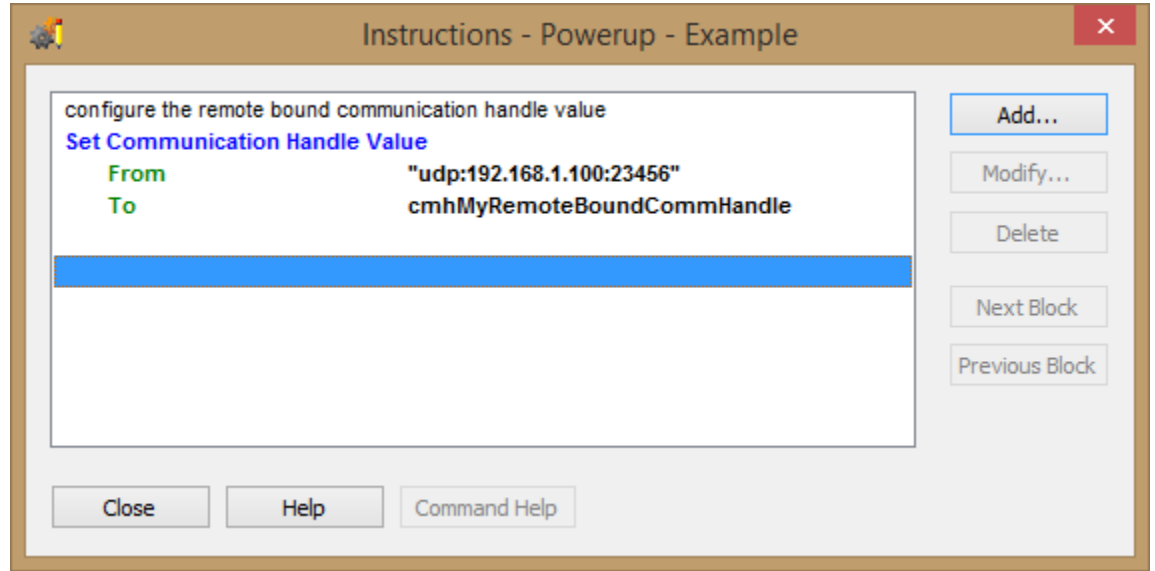 Instructions - Powerup - Example
configure the remote bound communication handle value
Set Communication Handle Value
From "udp:192.168.1.100:23456"
To cmhMyRemoteBoundCommHandle
Add...
Modify...
Delete
Next Block
Previous Block
Close Help Command Help